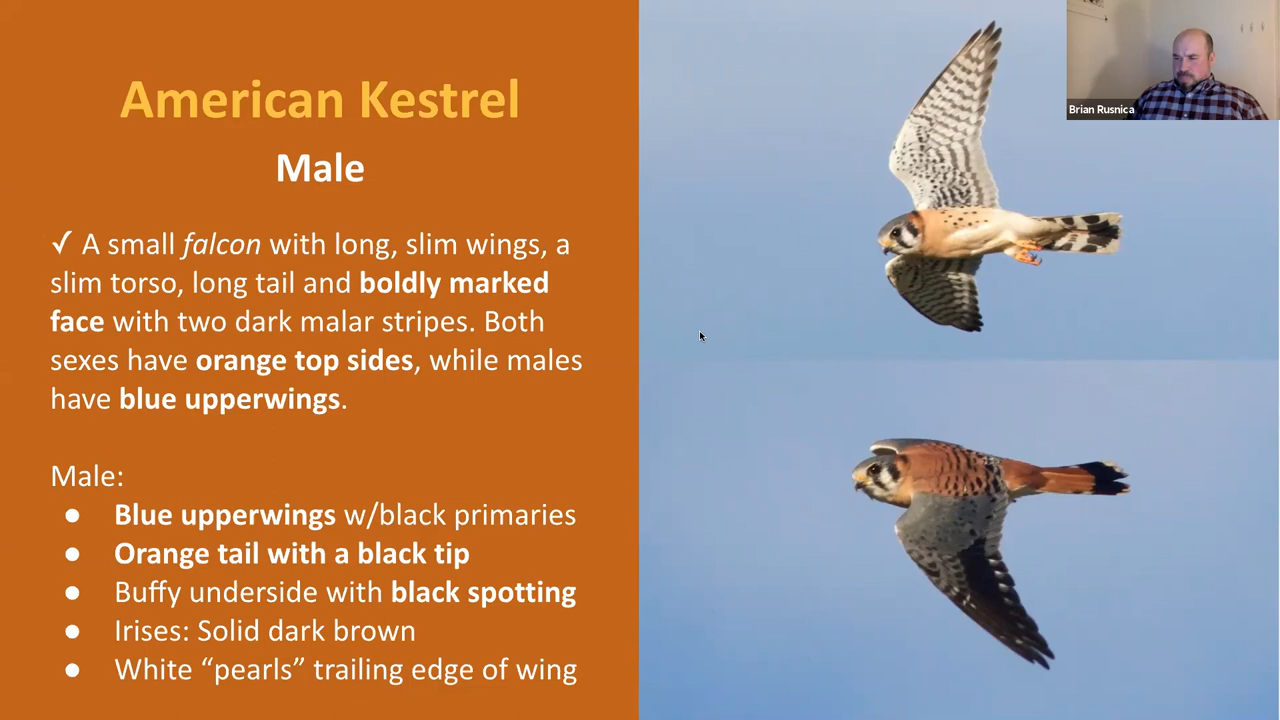 American Kestrel
Male
✓ A small falcon with long, slim wings, a
slim torso, long tail and boldly marked
face with two dark malar stripes. Both
sexes have orange top sides, while males
have blue upperwings.
Male:
● Blue upperwings w/black primaries
● Orange tail with a black tip
● Buffy underside with black spotting
● Irises: Solid dark brown
● White “pearls” trailing edge of wing
Brian Rusnica